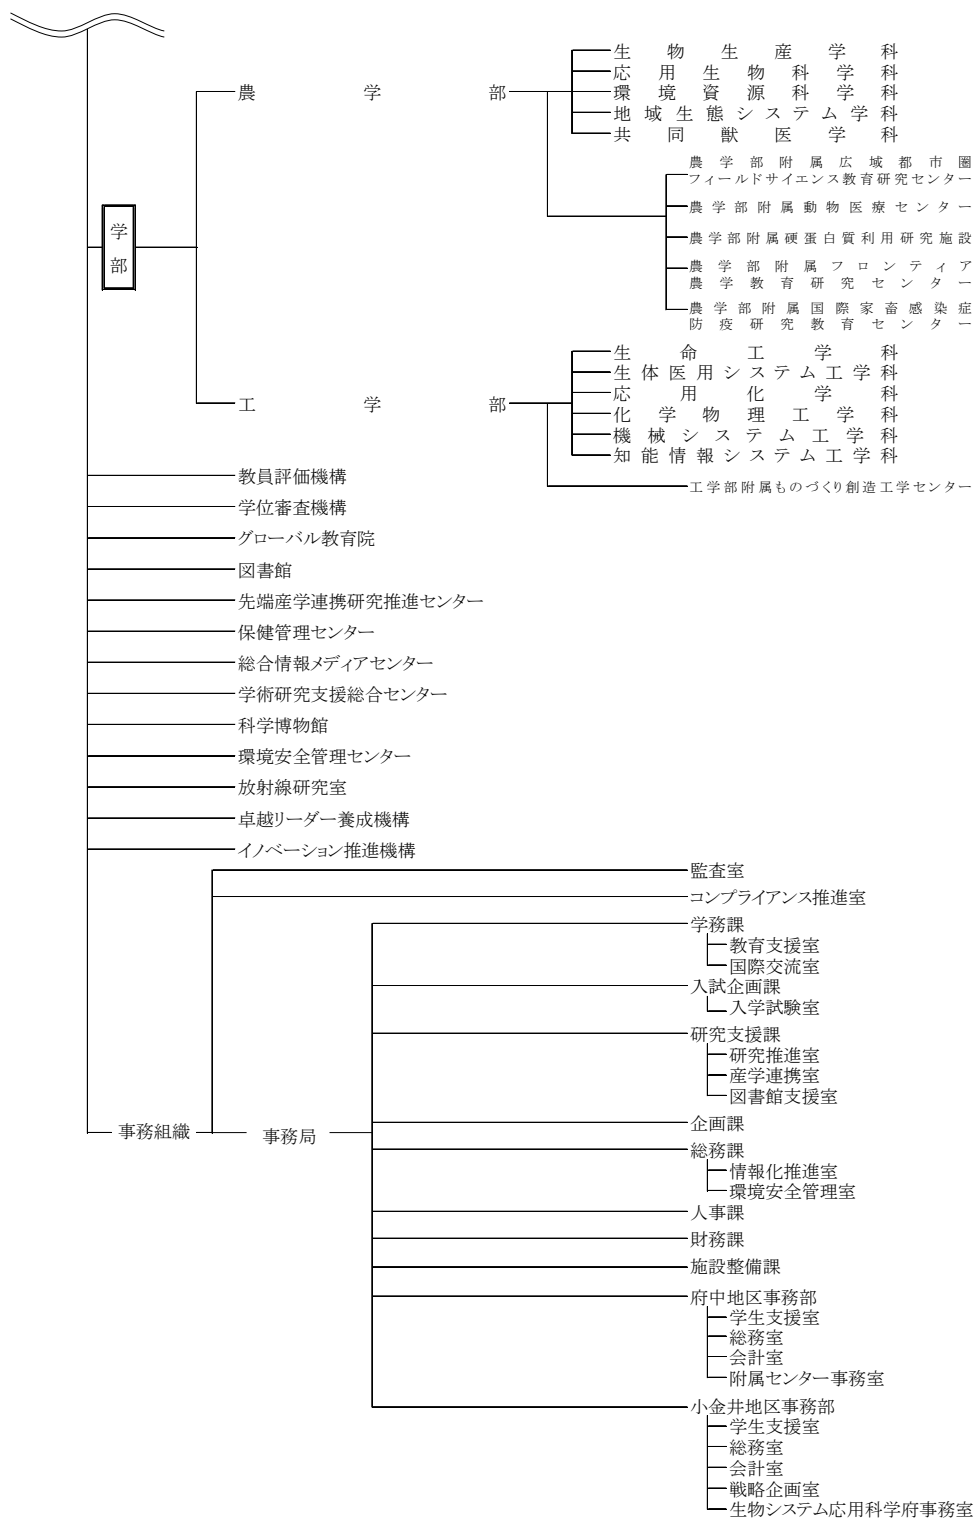 学部
農学部
生物生産学科
応用生物科学科
環境資源科学科
地域生態システム学科
共同獣医学科
農学部附属広域都市圏
フィールドサイエンス教育研究センター
農学部附属動物医療センター
農学部附属硬蛋白質利用研究施設
農学部附属フロンティア
農学教育研究センター
農学部附属国際家畜感染症
防疫研究教育センター
工学部
生命工学科
生体医用システム工学科
応用化学科
化学物理工学科
機械システム工学科
知能情報システム工学科
工学部附属ものづくり創造工学センター
教員評価機構
学位審査機構
グローバル教育院
図書館
先端産学連携研究推進センター
保健管理センター
総合情報メディアセンター
学術研究支援総合センター
科学博物館
環境安全管理センター
放射線研究室
卓越リーダー養成機構
イノベーション推進機構
事務組織
監査室
コンプライアンス推進室
事務局
学務課
教育支援室
国際交流室
入試企画課
入学試験室
研究支援課
研究推進室
産学連携室
図書館支援室
企画課
総務課
情報化推進室
環境安全管理室
人事課
財務課
施設整備課
府中地区事務部
学生支援室
総務室
会計室
附属センター事務室
小金井地区事務部
学生支援室
総務室
会計室
戦略企画室
生物システム応用科学府事務室